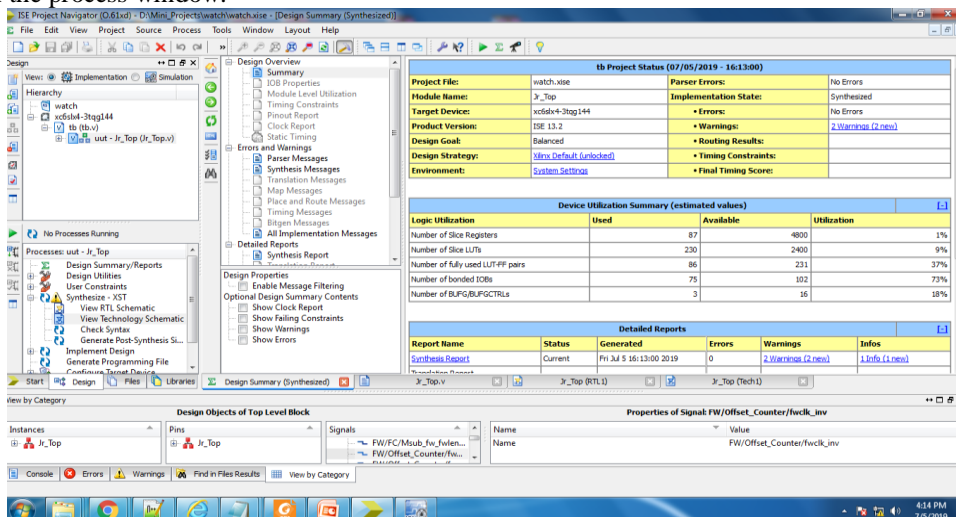 the process window.
ISE Project Navigator (O.61xd) - D:\Mini_Projects\watch\watch.xise - [Design Summary (Synthesized)]
File Edit View Project Source Process Tools Window Layout Help
Design
View: Implementation Simulation
Hierarchy
watch
xc6slx4-3tqg144
tb (tb.v)
uut - Jr_Top (Jr_Top.v)
No Processes Running
Processes: uut - Jr_Top
Design Summary/Reports
Design Utilities
User Constraints
Synthesize - XST
View RTL Schematic
View Technology Schematic
Check Syntax
Generate Post-Synthesis Si...
Implement Design
Generate Programming File
Configure Target Device
Start Design Files Libraries
Design Overview
Summary
IOB Properties
Module Level Utilization
Timing Constraints
Pinout Report
Clock Report
Static Timing
Errors and Warnings
Parser Messages
Synthesis Messages
Translation Messages
Map Messages
Place and Route Messages
Timing Messages
Bitgen Messages
All Implementation Messages
Detailed Reports
Synthesis Report
Translation Report
Design Properties
Enable Message Filtering
Optional Design Summary Contents
Show Clock Report
Show Failing Constraints
Show Warnings
Show Errors
tb Project Status (07/05/2019 - 16:13:00)
Project File: watch.xise Parser Errors: No Errors
Module Name: Jr_Top Implementation State: Synthesized
Target Device: xc6slx4-3tqg144 • Errors: No Errors
Product Version: ISE 13.2 • Warnings: 2 Warnings (2 new)
Design Goal: Balanced • Routing Results:
Design Strategy: Xilinx Default (unlocked) • Timing Constraints:
Environment: System Settings • Final Timing Score:
Device Utilization Summary (estimated values) [-]
Logic Utilization Used Available Utilization
Number of Slice Registers 87 4800 1%
Number of Slice LUTs 230 2400 9%
Number of fully used LUT-FF pairs 86 231 37%
Number of bonded IOBs 75 102 73%
Number of BUFG/BUFGCTRLs 3 16 18%
Detailed Reports [-]
Report Name Status Generated Errors Warnings Infos
Synthesis Report Current Fri Jul 5 16:13:00 2019 0 2 Warnings (2 new) 1 Info (1 new)
Translation Report
Design Summary (Synthesized) Jr_Top.v Jr_Top (RTL1) Jr_Top (Tech1)
View by Category
Design Objects of Top Level Block
Instances Pins Signals
Jr_Top Jr_Top FW/FC/Msub_fw_fwlen...
FW/Offset_Counter/fw...
Properties of Signal: FW/Offset_Counter/fwclk_inv
Name Value
Name FW/Offset_Counter/fwclk_inv
Console Errors Warnings Find in Files Results View by Category
4:14 PM
7/5/2019